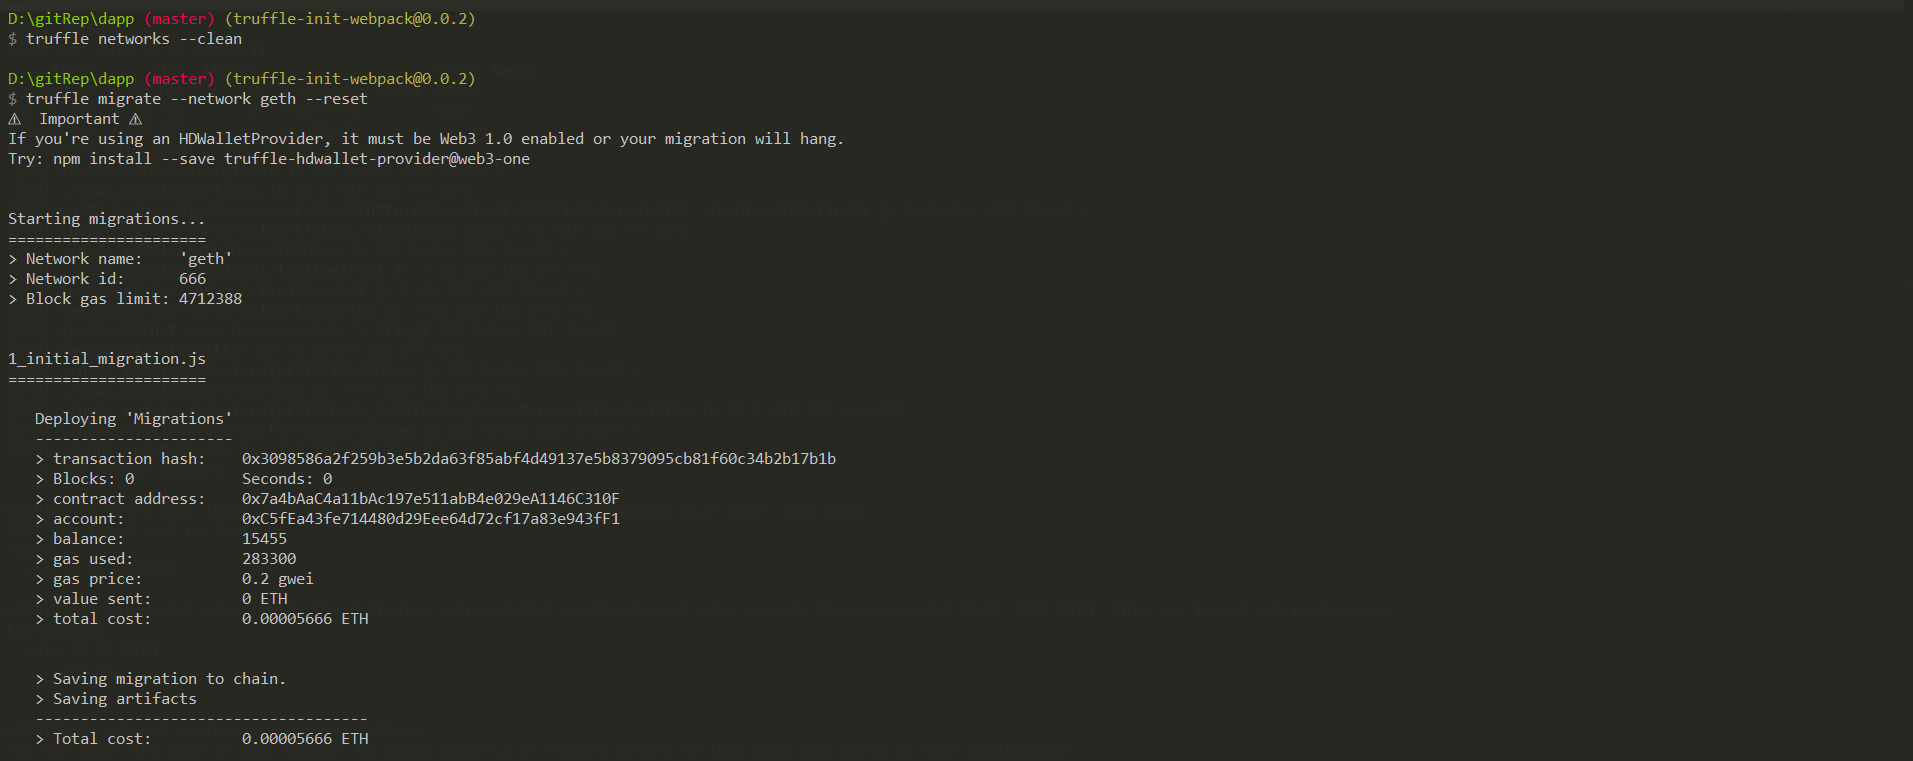 D:\gitRep\dapp (master) (truffle-init-webpack@0.0.2)
$ truffle networks --clean
D:\gitRep\dapp (master) (truffle-init-webpack@0.0.2)
$ truffle migrate --network geth --reset
⚠ Important ⚠
If you're using an HDWalletProvider, it must be Web3 1.0 enabled or your migration will hang.
Try: npm install --save truffle-hdwallet-provider@web3-one
Starting migrations...
======================
> Network name: 'geth'
> Network id: 666
> Block gas limit: 4712388
1_initial_migration.js
======================
Deploying 'Migrations'
----------------------
> transaction hash: 0x3098586a2f259b3e5b2da63f85abf4d49137e5b8379095cb81f60c34b2b17b1b
> Blocks: 0 Seconds: 0
> contract address: 0x7a4bAaC4a11bAc197e511abB4e029eA1146C310F
> account: 0xC5fEa43fe714480d29Eee64d72cf17a83e943fF1
> balance: 15455
> gas used: 283300
> gas price: 0.2 gwei
> value sent: 0 ETH
> total cost: 0.00005666 ETH
> Saving migration to chain.
> Saving artifacts
-------------------------------------
> Total cost: 0.00005666 ETH